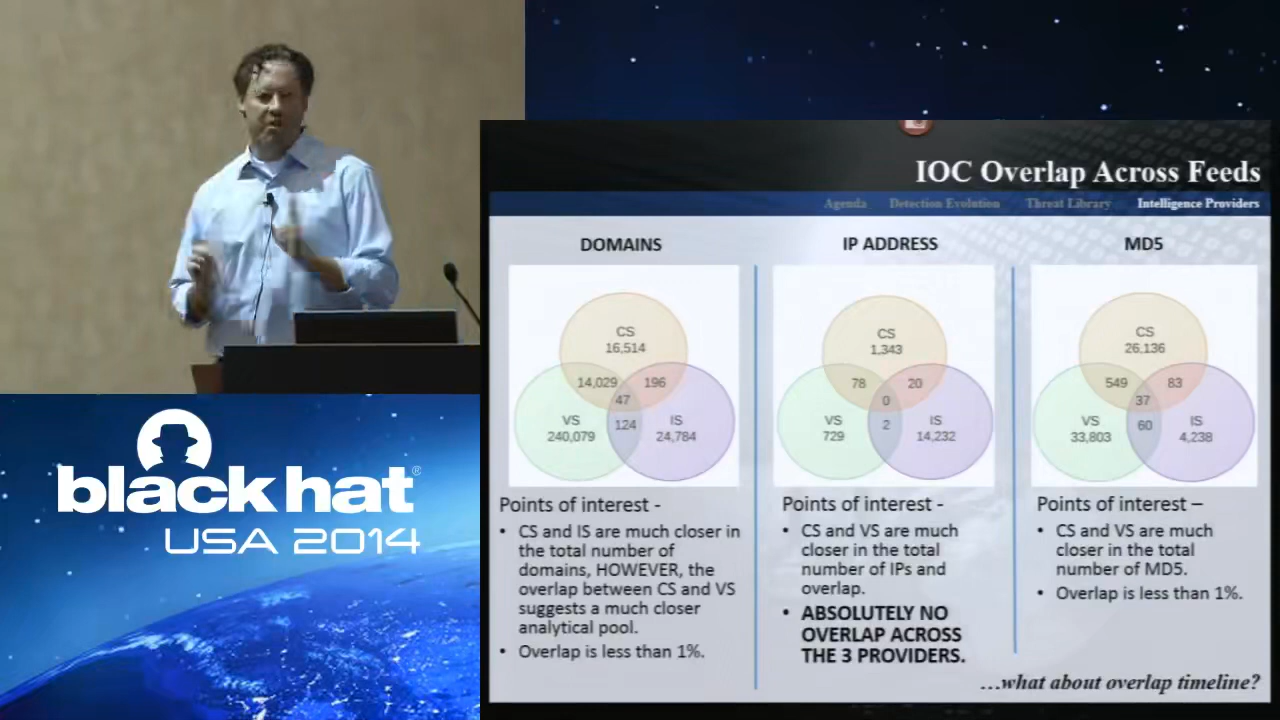 black hat®
USA 2014
IOC Overlap Across Feeds
Agenda Detection Evolution Threat Library Intelligence Providers
DOMAINS
CS
16,514
14,029 196
47
VS
240,079
124
IS
24,784
Points of interest -
• CS and IS are much closer in
the total number of
domains, HOWEVER, the
overlap between CS and VS
suggests a much closer
analytical pool.
• Overlap is less than 1%.
IP ADDRESS
CS
1,343
78 20
0
VS
729
2
IS
14,232
Points of interest -
• CS and VS are much
closer in the total
number of IPs and
overlap.
• ABSOLUTELY NO
OVERLAP ACROSS
THE 3 PROVIDERS.
MD5
CS
26,136
549 83
37
VS
33,803
60
IS
4,238
Points of interest –
• CS and VS are much
closer in the total
number of MD5.
• Overlap is less than 1%.
...what about overlap timeline?